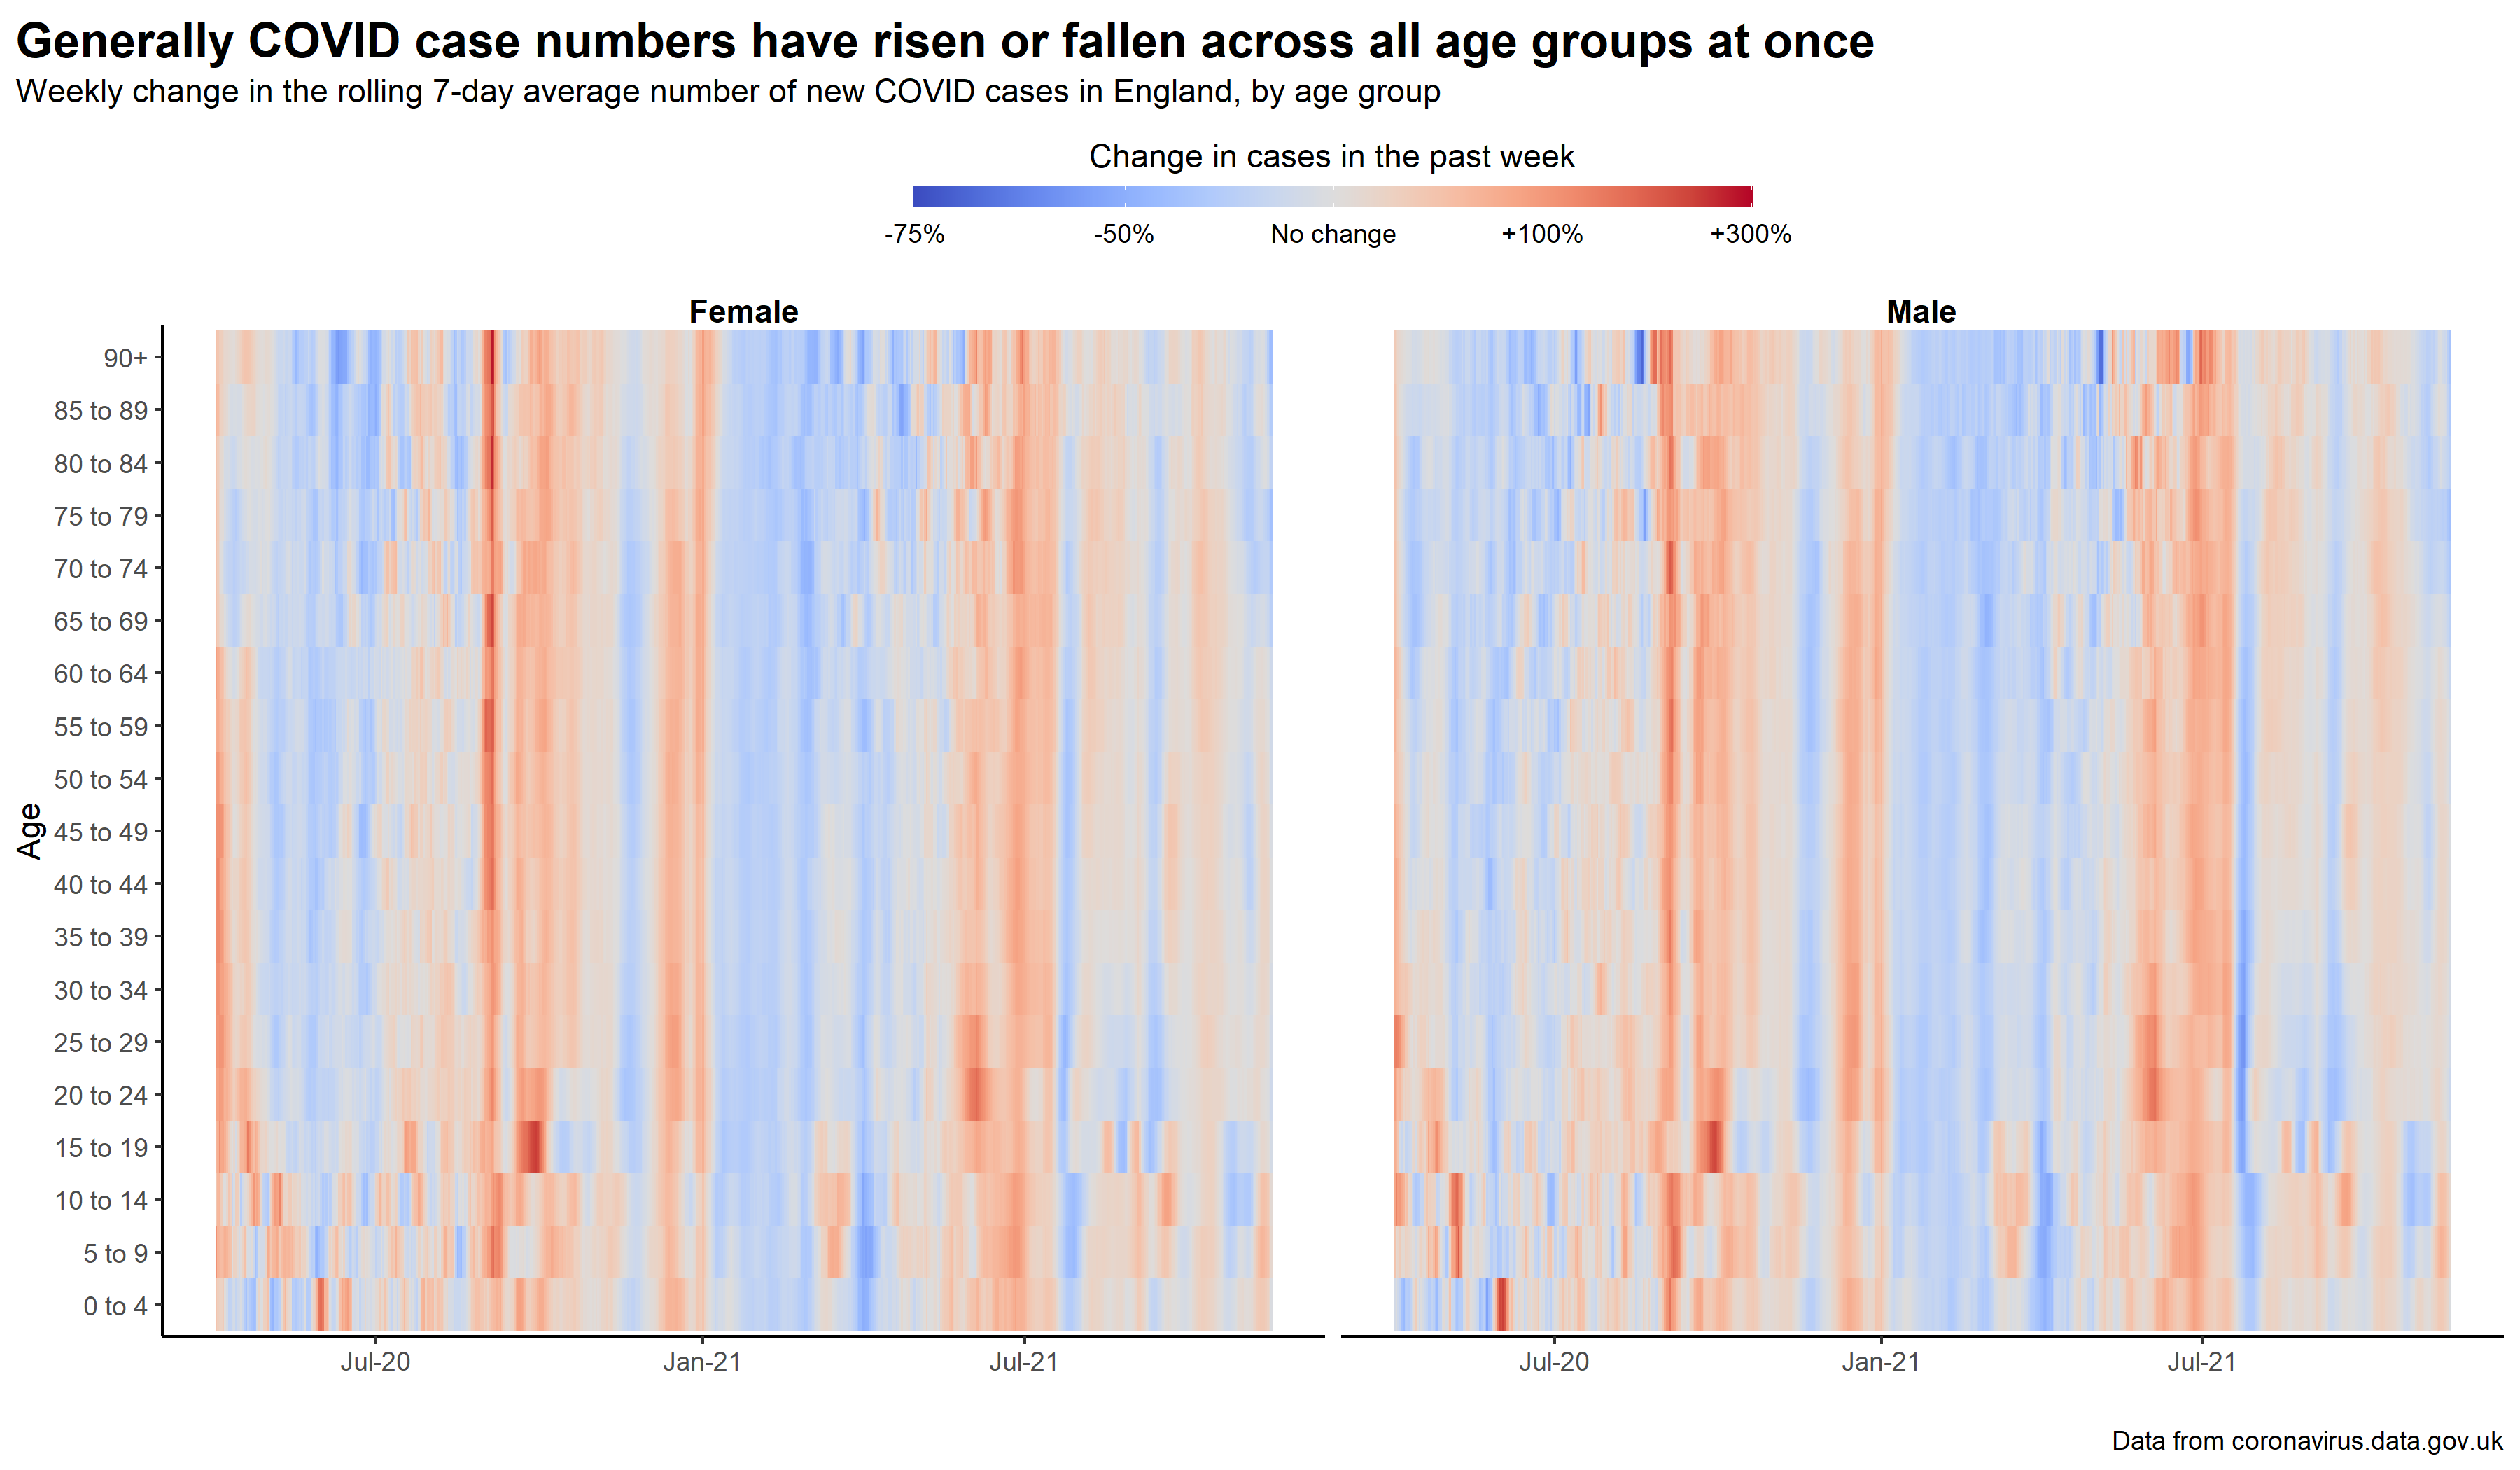 Generally COVID case numbers have risen or fallen across all age groups at once
Weekly change in the rolling 7-day average number of new COVID cases in England, by age group
Change in cases in the past week
-75% -50% No change +100% +300%
Female Male
Age
90+
85 to 89
80 to 84
75 to 79
70 to 74
65 to 69
60 to 64
55 to 59
50 to 54
45 to 49
40 to 44
35 to 39
30 to 34
25 to 29
20 to 24
15 to 19
10 to 14
5 to 9
0 to 4
Jul-20 Jan-21 Jul-21 Jul-20 Jan-21 Jul-21
Data from coronavirus.data.gov.uk